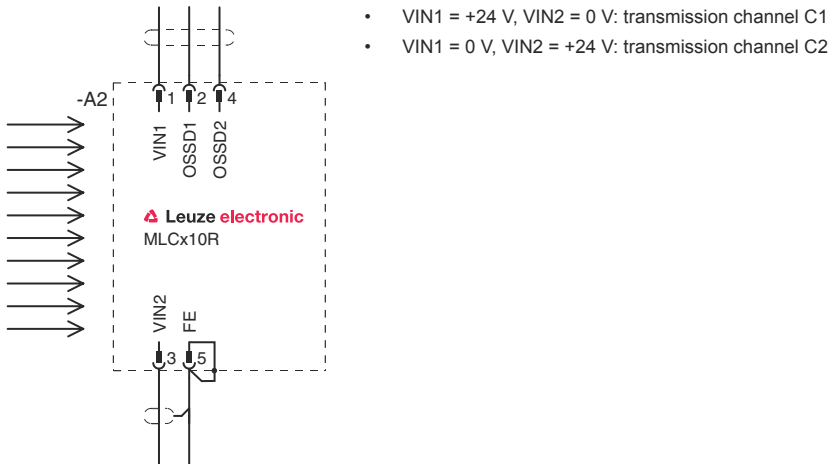 • VIN1 = +24 V, VIN2 = 0 V: transmission channel C1
• VIN1 = 0 V, VIN2 = +24 V: transmission channel C2
-A2
1 2 4
VIN1
OSSD1
OSSD2
Leuze electronic
MLCx10R
VIN2
FE
3 5